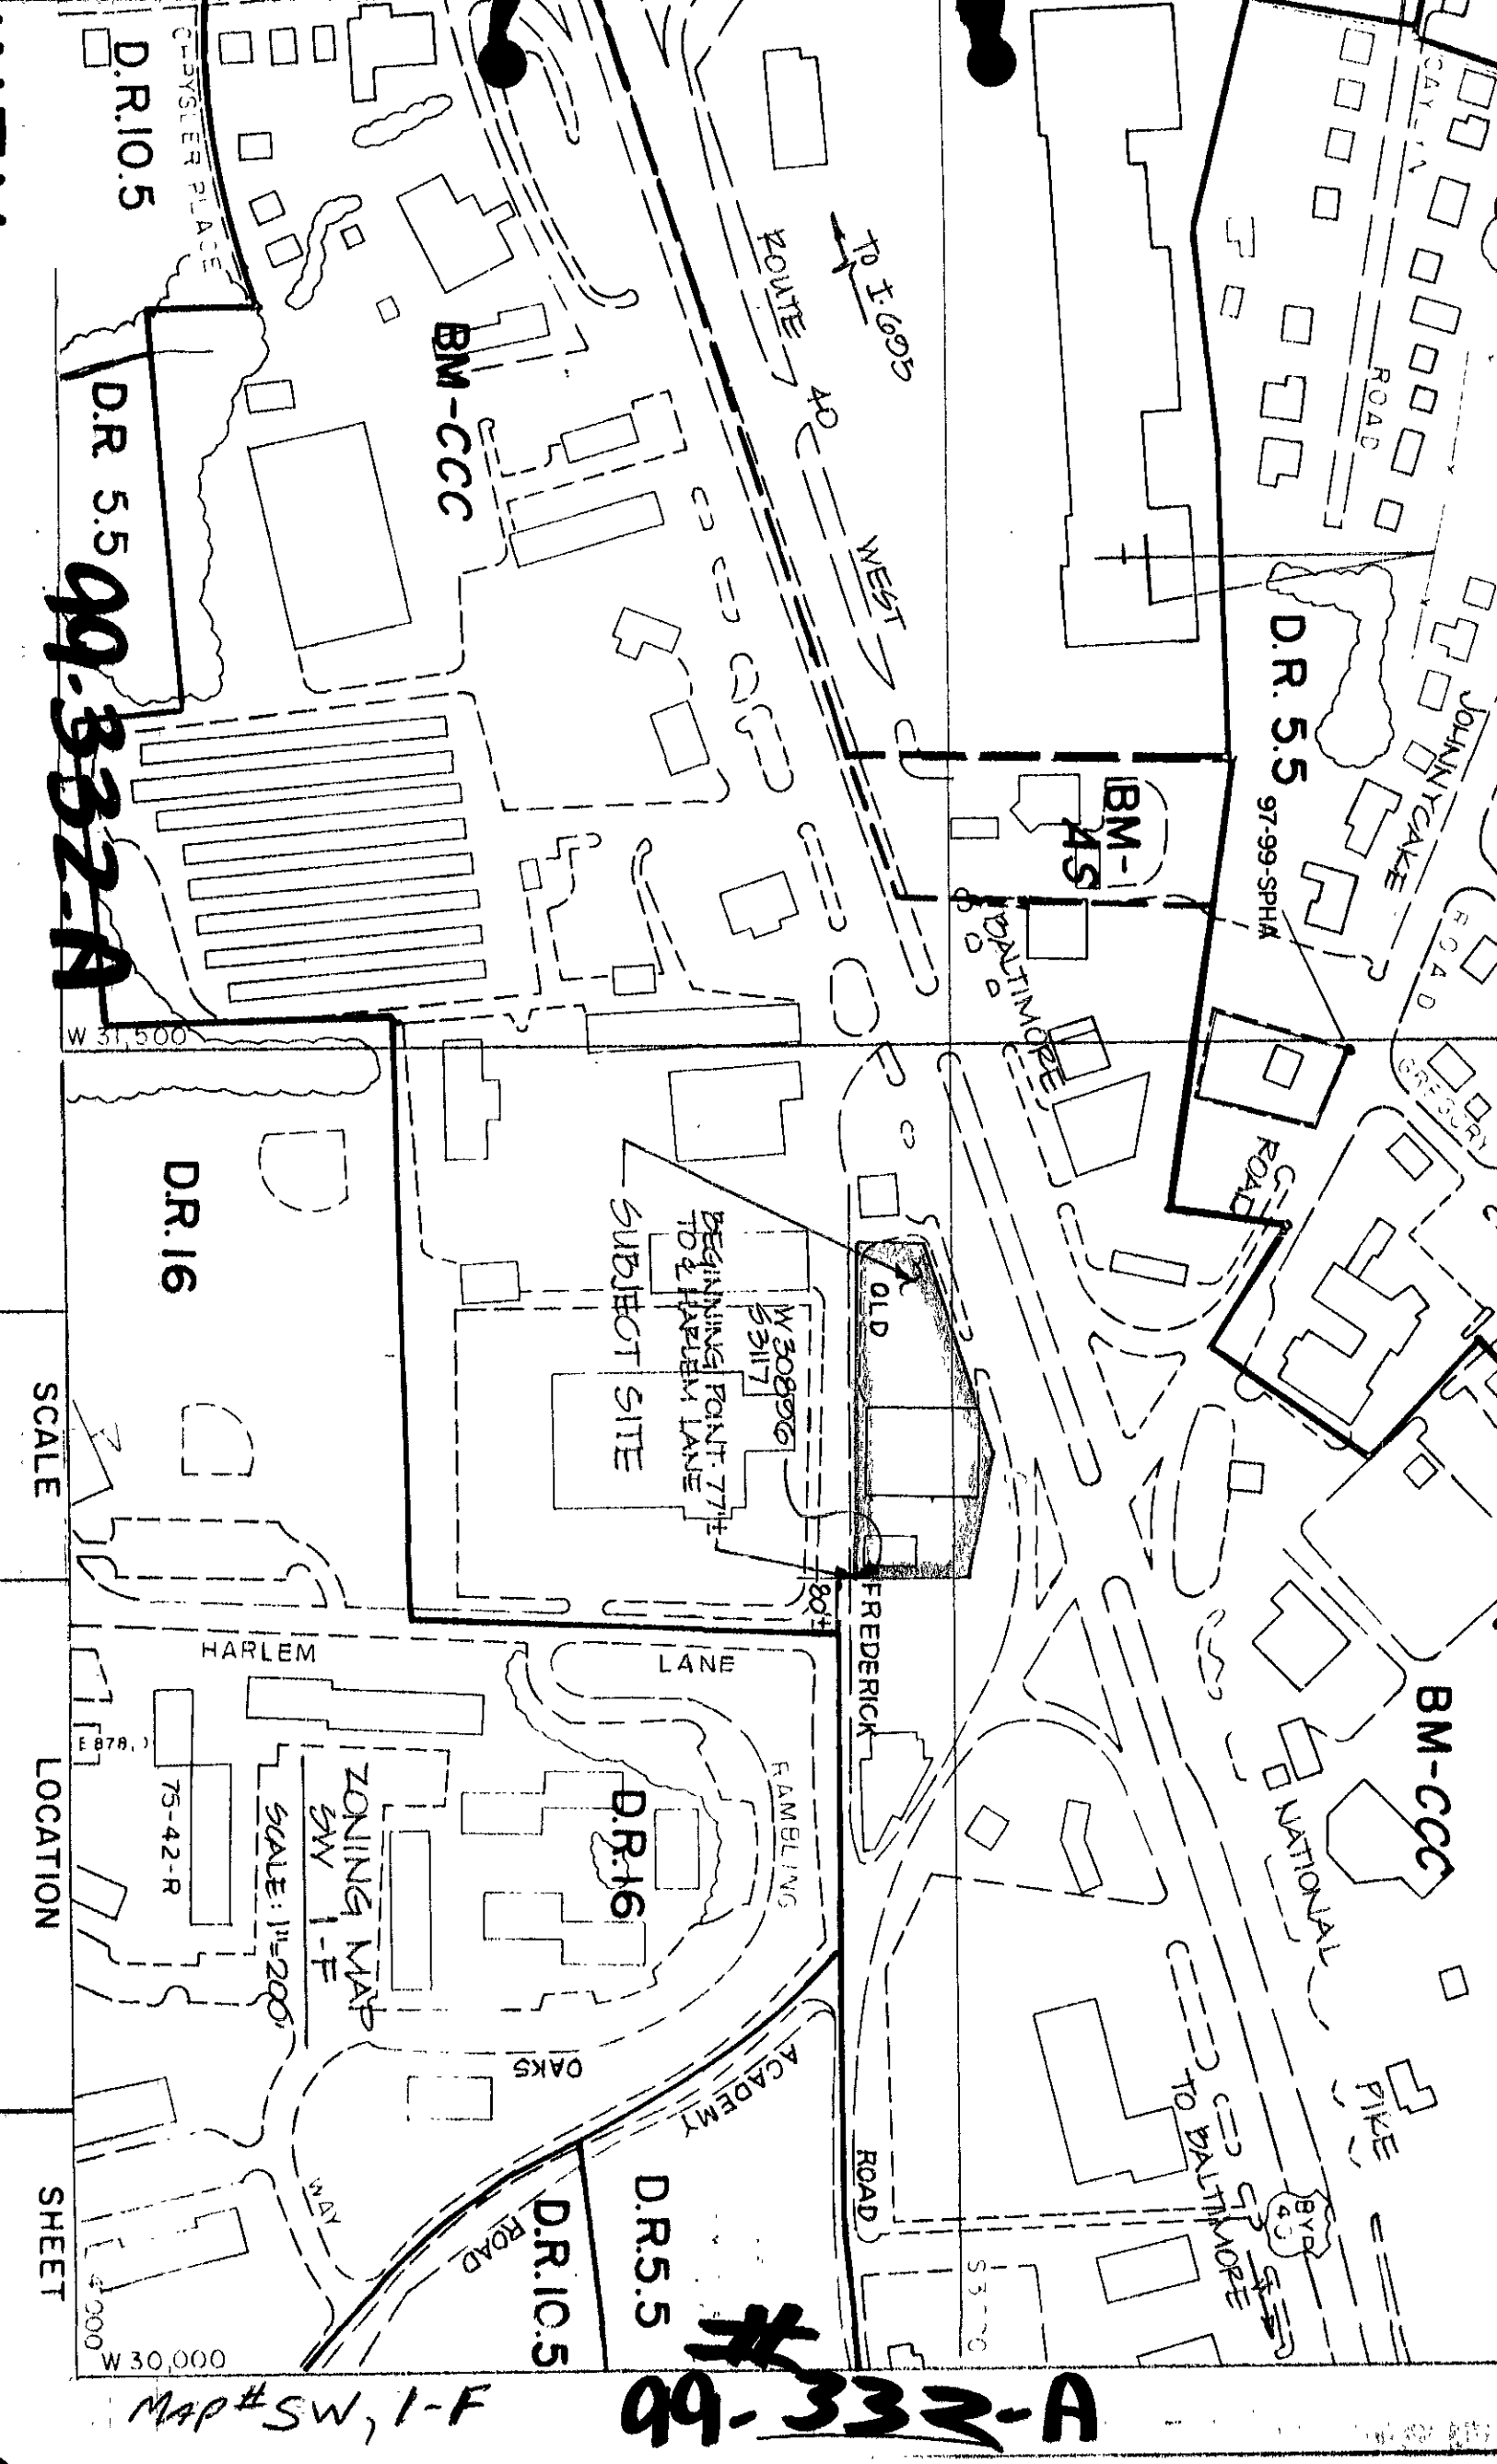 D.R.10.5
CHRYSLER PLACE
D.R 5.5
99-332-A
BM-CCC
ROUTE 40 WEST
TO I-695
ROAD
D.R. 5.5
JOHNNYCAKE
ROAD
97-99-SPHA
BM-1
AS
BALTIMORE
W 31,500
GREGORY
ROAD
D.R.16
SUBJECT SITE
BEGINNING POINT. 77'±
TO ℄ HARLEM LANE
W 30896
S3117
OLD
FREDERICK
ROAD
80'±
HARLEM
LANE
RAMBLING
OAKS
WAY
D.R.16
BM-CCC
NATIONAL
PIKE
TO BALTIMORE
BYP
40
ACADEMY
ROAD
D.R.5.5
D.R.10.5
75-42-R
ZONING MAP
SW 1-F
SCALE: 1"=200'
SCALE
LOCATION
SHEET
W 30,000
MAP # SW, 1-F
# 99-332-A